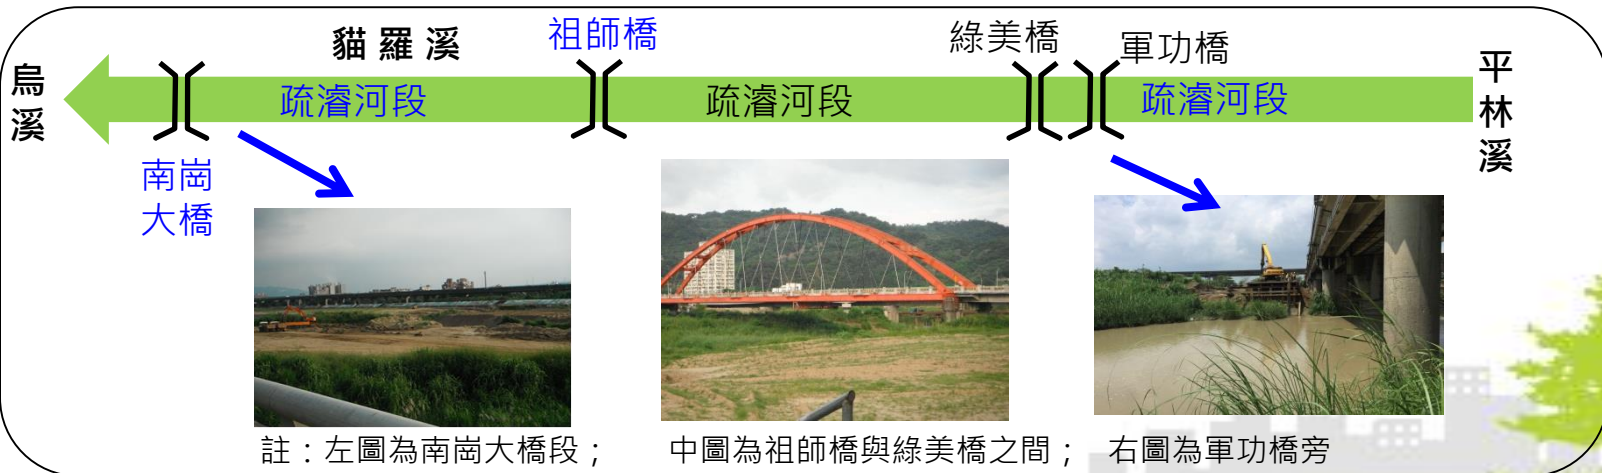 貓羅溪
祖師橋
綠美橋
軍功橋
烏溪
疏濬河段
疏濬河段
疏濬河段
平林溪
南崗
大橋
註：左圖為南崗大橋段； 中圖為祖師橋與綠美橋之間； 右圖為軍功橋旁